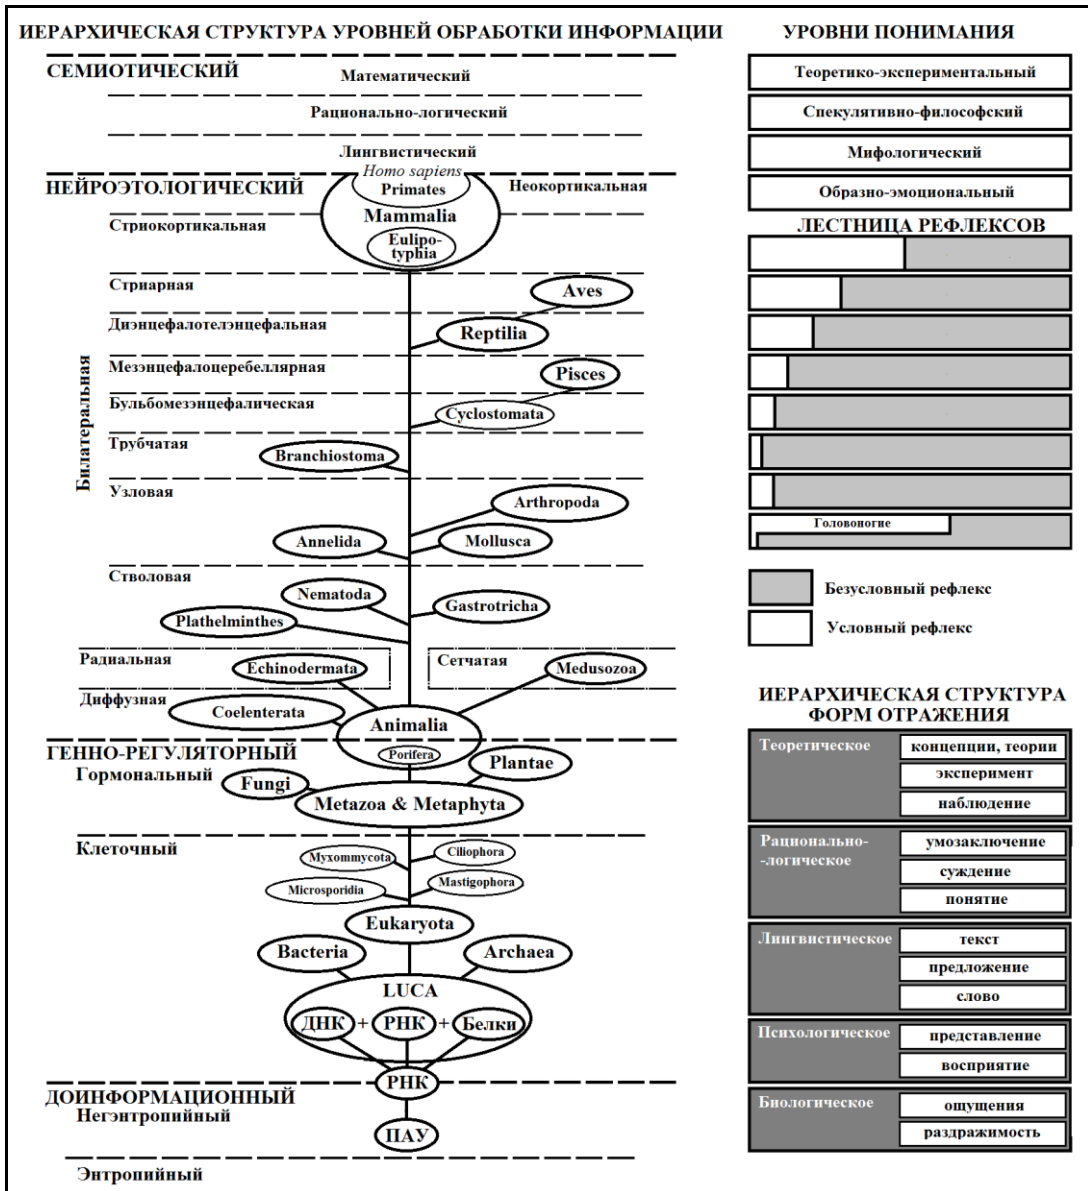 ИЕРАРХИЧЕСКАЯ СТРУКТУРА УРОВНЕЙ ОБРАБОТКИ ИНФОРМАЦИИ
СЕМИОТИЧЕСКИЙ
Математический
Рационально-логический
Лингвистический
Homo sapiens
НЕЙРОЭТОЛОГИЧЕСКИЙ
Primates
Неокортикальная
Mammalia
Стриокортикальная
Eulipo-
typhia
Стриарная
Aves
Диэнцефалотелэнцефальная
Reptilia
Билатеральная
Мезэнцефалоцеребеллярная
Pisces
Бульбомезэнцефалическая
Cyclostomata
Трубчатая
Branchiostoma
Узловая
Arthropoda
Annelida
Mollusca
Стволовая
Nematoda
Gastrotricha
Plathelminthes
Радиальная
Echinodermata
Сетчатая
Medusozoa
Диффузная
Coelenterata
Animalia
ГЕННО-РЕГУЛЯТОРНЫЙ
Porifera
Гормональный
Plantae
Fungi
Metazoa & Metaphyta
Клеточный
Myxommycota
Ciliophora
Microsporidia
Mastigophora
Eukaryota
Bacteria
Archaea
LUCA
ДНК + РНК + Белки
РНК
ДОИНФОРМАЦИОННЫЙ
Негэнтропийный
ПАУ
Энтропийный
УРОВНИ ПОНИМАНИЯ
Теоретико-экспериментальный
Спекулятивно-философский
Мифологический
Образно-эмоциональный
ЛЕСТНИЦА РЕФЛЕКСОВ
Головоногие
Безусловный рефлекс
Условный рефлекс
ИЕРАРХИЧЕСКАЯ СТРУКТУРА
ФОРМ ОТРАЖЕНИЯ
Теоретическое
концепции, теории
эксперимент
наблюдение
Рационально-
-логическое
умозаключение
суждение
понятие
Лингвистическое
текст
предложение
слово
Психологическое
представление
восприятие
Биологическое
ощущения
раздражимость